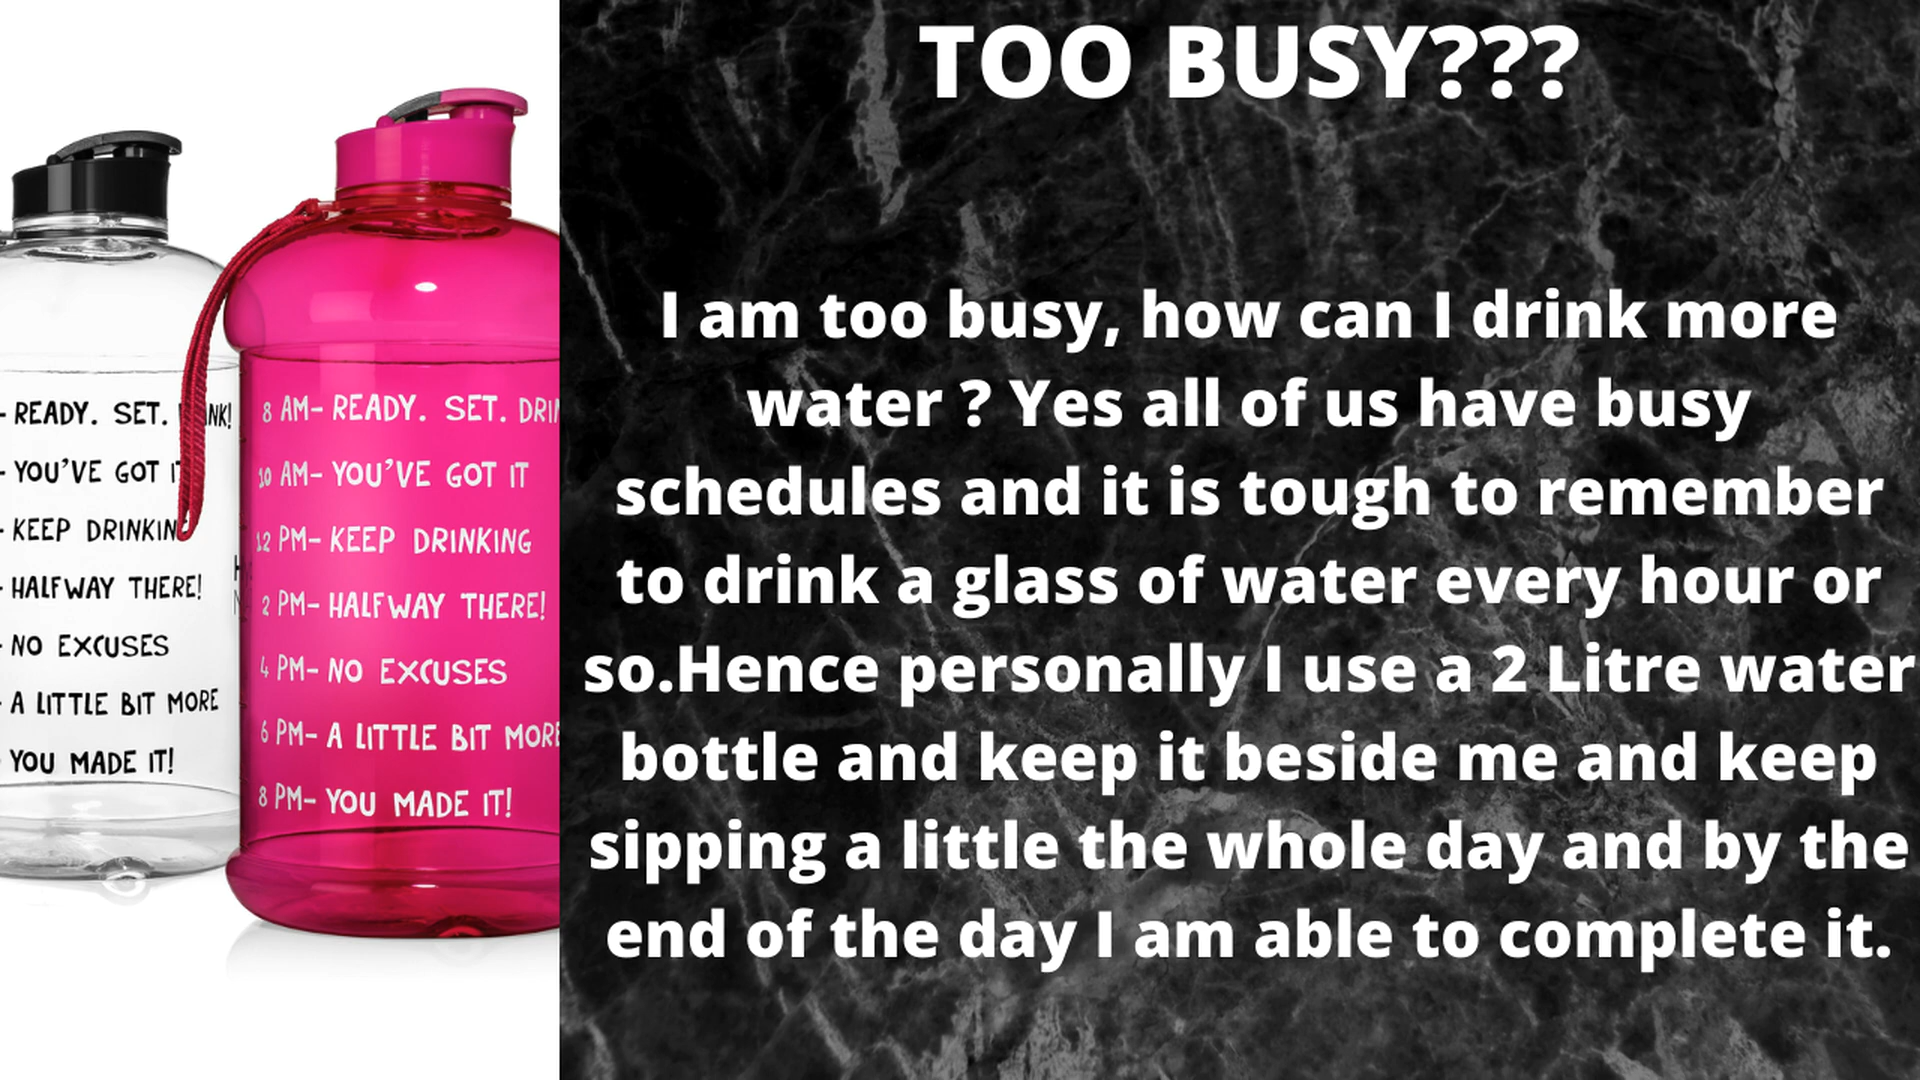 TOO BUSY???
I am too busy, how can I drink more
water ? Yes all of us have busy
schedules and it is tough to remember
to drink a glass of water every hour or
so.Hence personally I use a 2 Litre water
bottle and keep it beside me and keep
sipping a little the whole day and by the
end of the day I am able to complete it.
- READY. SET.
- YOU'VE GOT IT
- KEEP DRINKING
- HALFWAY THERE!
- NO EXCUSES
- A LITTLE BIT MORE
YOU MADE IT!
8 AM- READY. SET. DRIN
10 AM- YOU'VE GOT IT
12 PM- KEEP DRINKING
2 PM- HALFWAY THERE!
4 PM- NO EXCUSES
6 PM- A LITTLE BIT MORE
8 PM- YOU MADE IT!